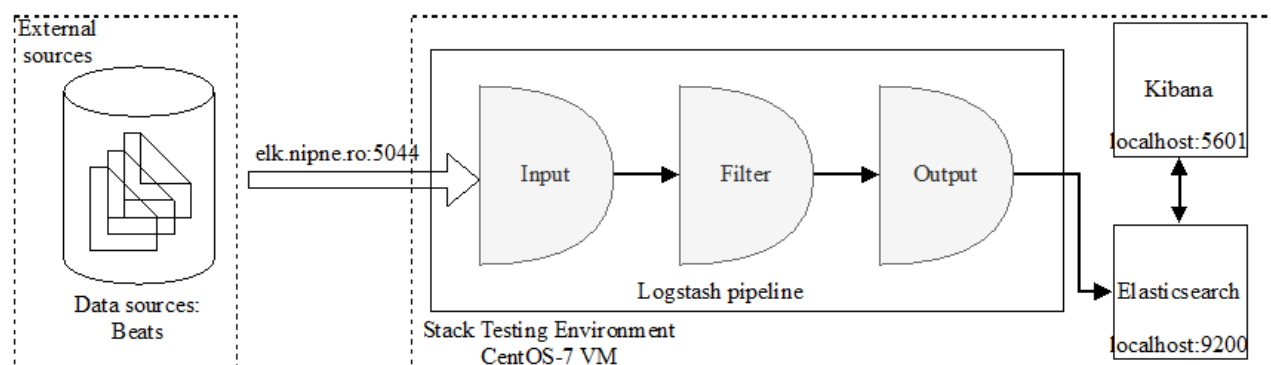 External
sources
Data sources:
Beats
elk.nipne.ro:5044
Input
Filter
Output
Logstash pipeline
Stack Testing Environment
CentOS-7 VM
Kibana
localhost:5601
Elasticsearch
localhost:9200